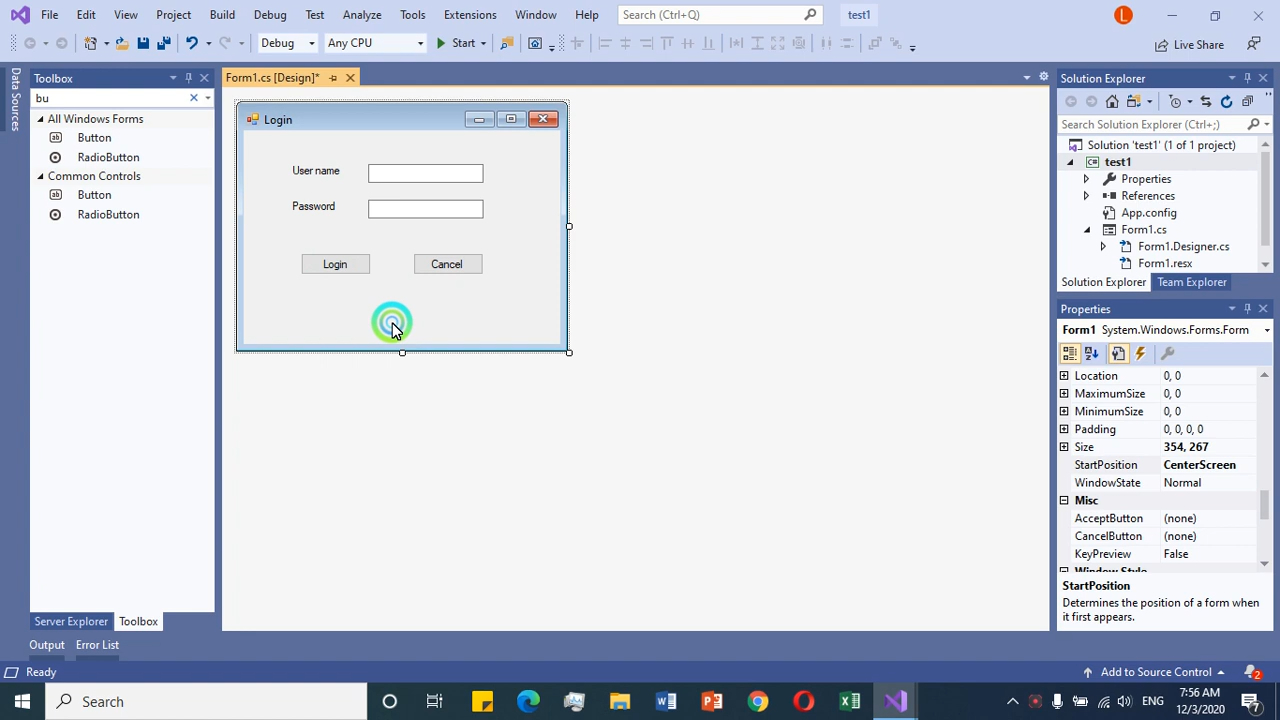 File Edit View Project Build Debug Test Analyze Tools Extensions Window Help Search (Ctrl+Q) test1 L
Debug Any CPU Start Live Share
Data Sources
Toolbox
bu
All Windows Forms
Button
RadioButton
Common Controls
Button
RadioButton
Server Explorer Toolbox
Output Error List
Form1.cs [Design]*
Login
User name
Password
Login Cancel
Solution Explorer
Search Solution Explorer (Ctrl+;)
Solution 'test1' (1 of 1 project)
test1
Properties
References
App.config
Form1.cs
Form1.Designer.cs
Form1.resx
Solution Explorer Team Explorer
Properties
Form1 System.Windows.Forms.Form
Location 0, 0
MaximumSize 0, 0
MinimumSize 0, 0
Padding 0, 0, 0, 0
Size 354, 267
StartPosition CenterScreen
WindowState Normal
Misc
AcceptButton (none)
CancelButton (none)
KeyPreview False
Window Style
StartPosition
Determines the position of a form when
it first appears.
Ready Add to Source Control 2
Search ENG 7:56 AM
12/3/2020 7